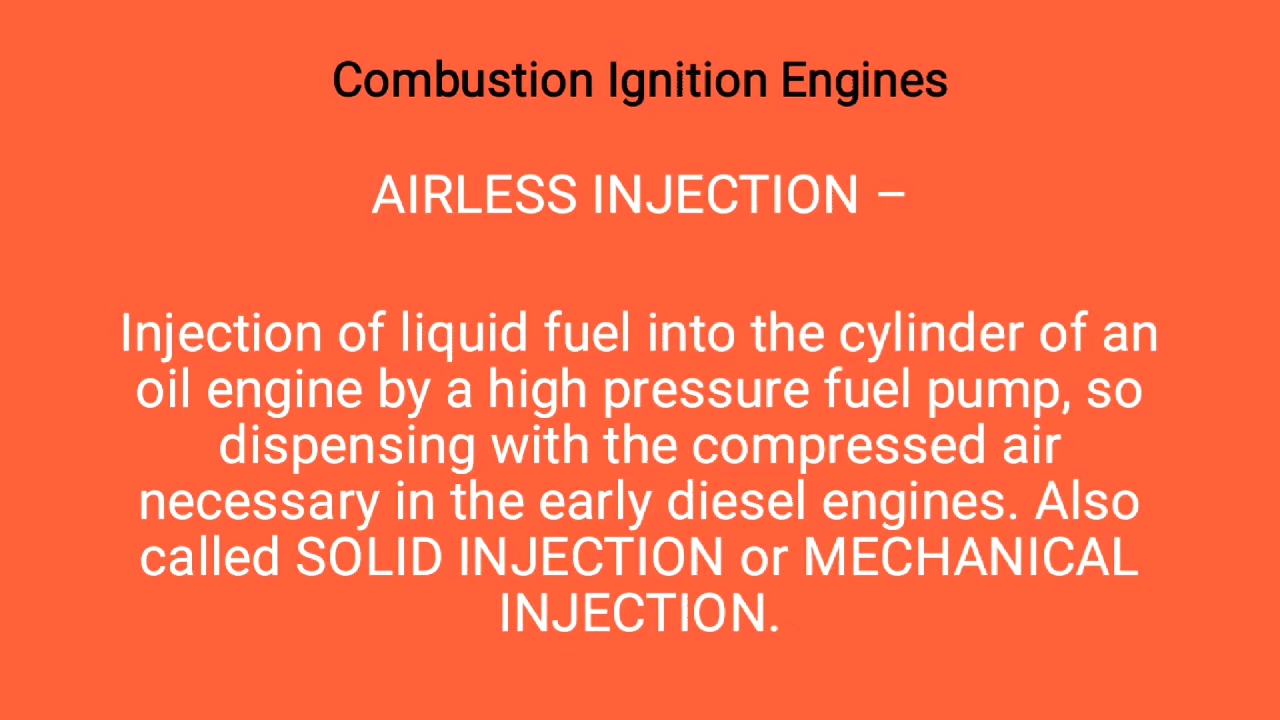 Combustion Ignition Engines
AIRLESS INJECTION –
Injection of liquid fuel into the cylinder of an
oil engine by a high pressure fuel pump, so
dispensing with the compressed air
necessary in the early diesel engines. Also
called SOLID INJECTION or MECHANICAL
INJECTION.